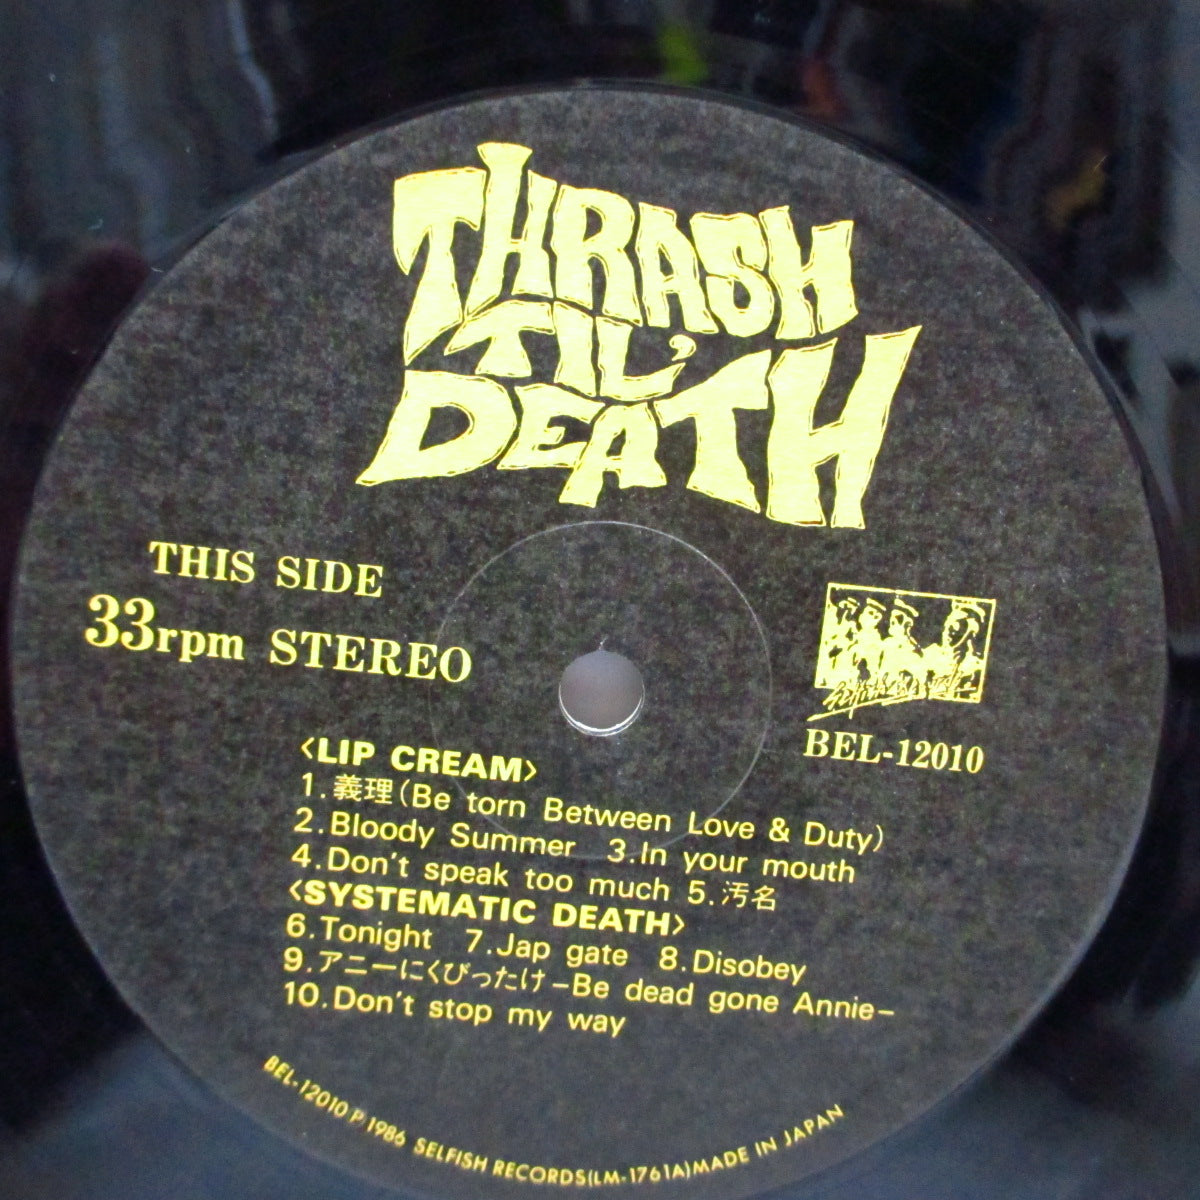 THRASH
'TIL'
DEATH
THIS SIDE
33rpm STEREO
BEL-12010
<LIP CREAM>
1.義理(Be torn Between Love & Duty)
2.Bloody Summer 3.In your mouth
4.Don't speak too much 5.汚名
<SYSTEMATIC DEATH>
6.Tonight 7.Jap gate 8.Disobey
9.アニーにくびったけ-Be dead gone Annie-
10.Don't stop my way
BEL-12010 P 1986 SELFISH RECORDS(LM-1761A)MADE IN JAPAN